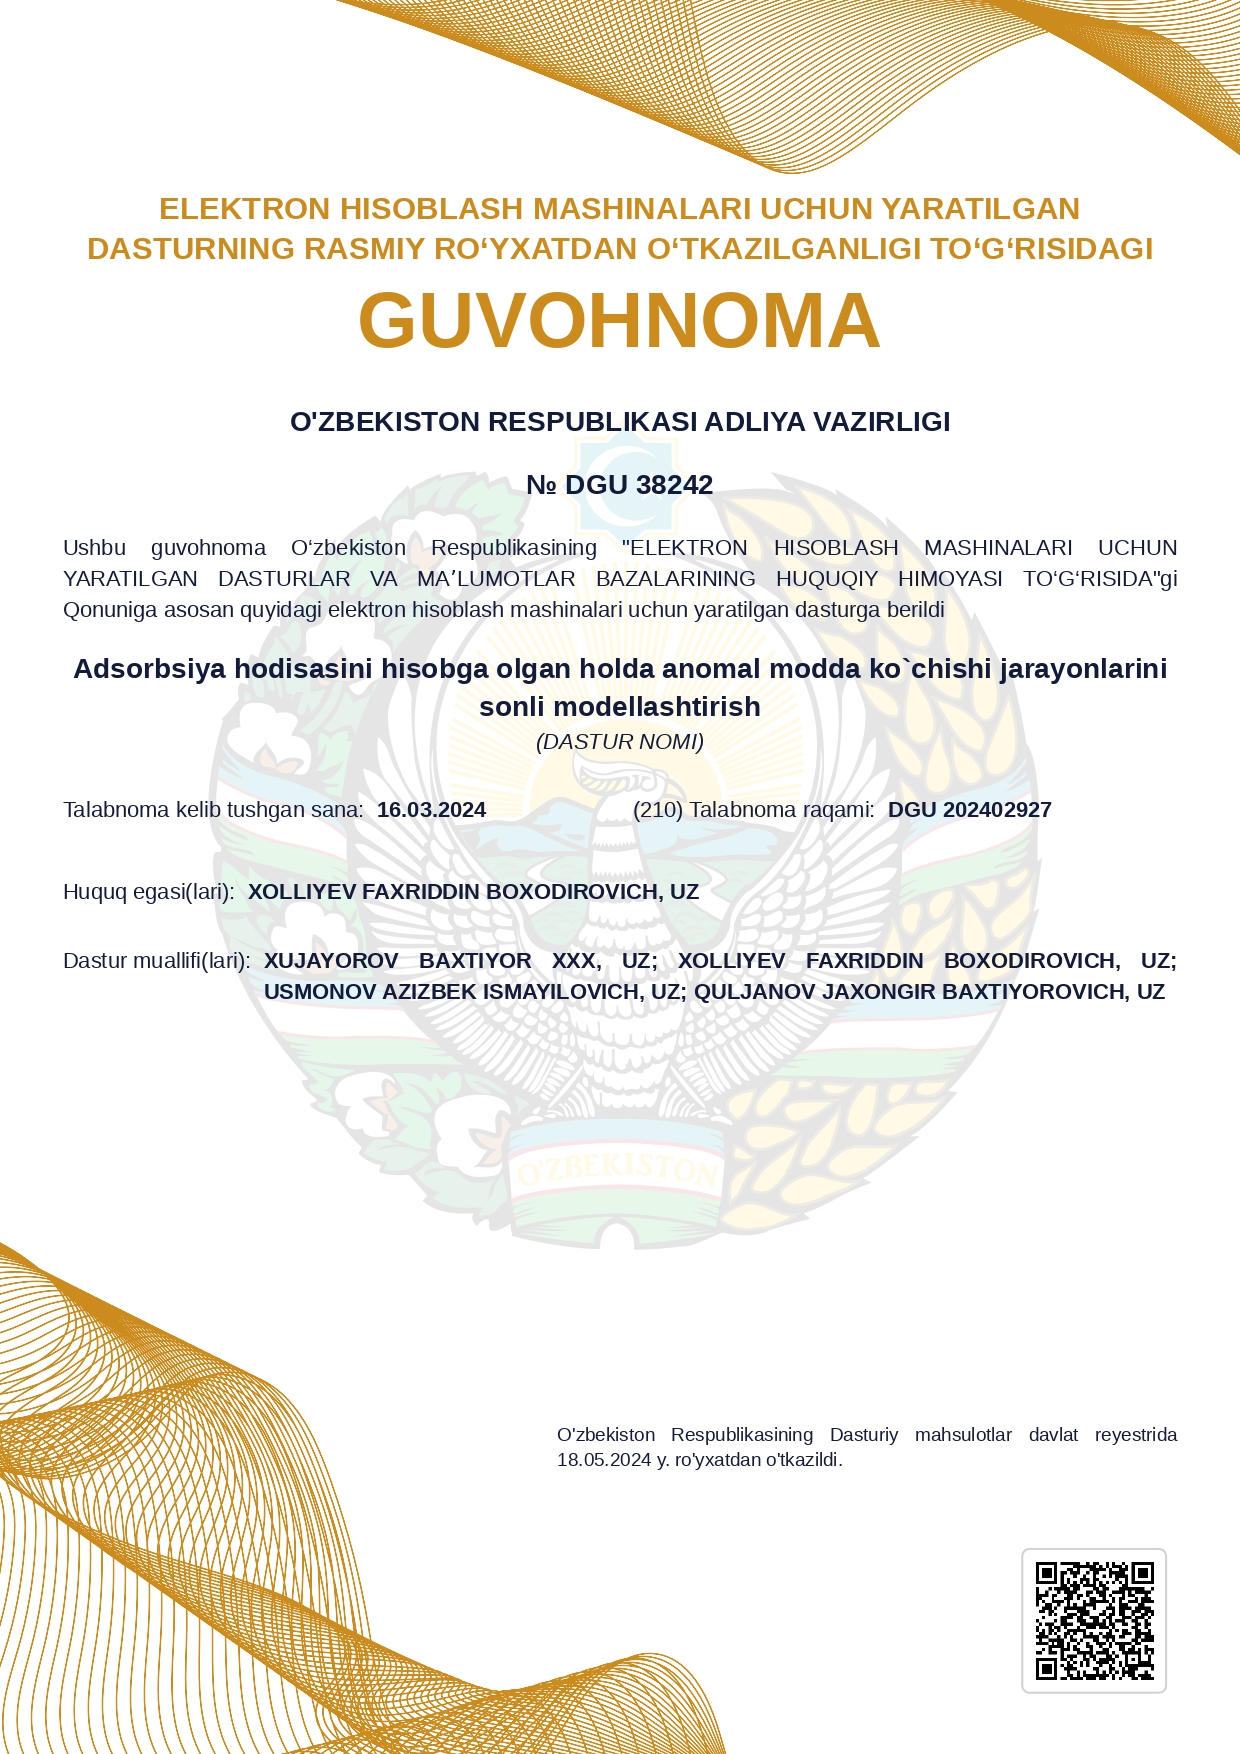 ELEKTRON HISOBLASH MASHINALARI UCHUN YARATILGAN
DASTURNING RASMIY RO‘YXATDAN O‘TKAZILGANLIGI TO‘G‘RISIDAGI
GUVOHNOMA
O'ZBEKISTON RESPUBLIKASI ADLIYA VAZIRLIGI
№ DGU 38242
Ushbu guvohnoma O‘zbekiston Respublikasining "ELEKTRON HISOBLASH MASHINALARI UCHUN
YARATILGAN DASTURLAR VA MAʼLUMOTLAR BAZALARINING HUQUQIY HIMOYASI TO‘G‘RISIDA"gi
Qonuniga asosan quyidagi elektron hisoblash mashinalari uchun yaratilgan dasturga berildi
Adsorbsiya hodisasini hisobga olgan holda anomal modda ko`chishi jarayonlarini
sonli modellashtirish
(DASTUR NOMI)
Talabnoma kelib tushgan sana: 16.03.2024 (210) Talabnoma raqami: DGU 202402927
Huquq egasi(lari): XOLLIYEV FAXRIDDIN BOXODIROVICH, UZ
Dastur muallifi(lari): XUJAYOROV BAXTIYOR XXX, UZ; XOLLIYEV FAXRIDDIN BOXODIROVICH, UZ;
USMONOV AZIZBEK ISMAYILOVICH, UZ; QULJANOV JAXONGIR BAXTIYOROVICH, UZ
O'ZBEKISTON
O'zbekiston Respublikasining Dasturiy mahsulotlar davlat reyestrida
18.05.2024 y. ro'yxatdan o'tkazildi.